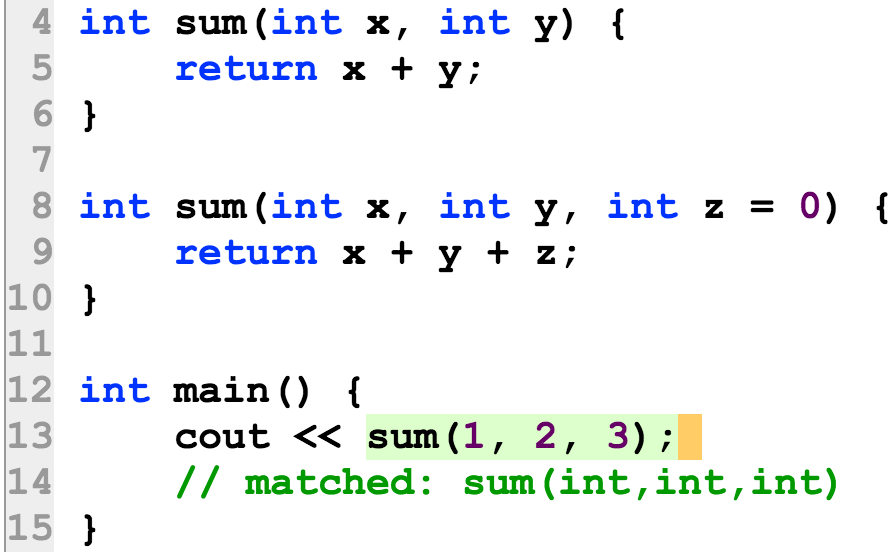 4 int sum(int x, int y) {
5     return x + y;
6 }
7
8 int sum(int x, int y, int z = 0) {
9     return x + y + z;
10 }
11
12 int main() {
13     cout << sum(1, 2, 3);
14     // matched: sum(int,int,int)
15 }